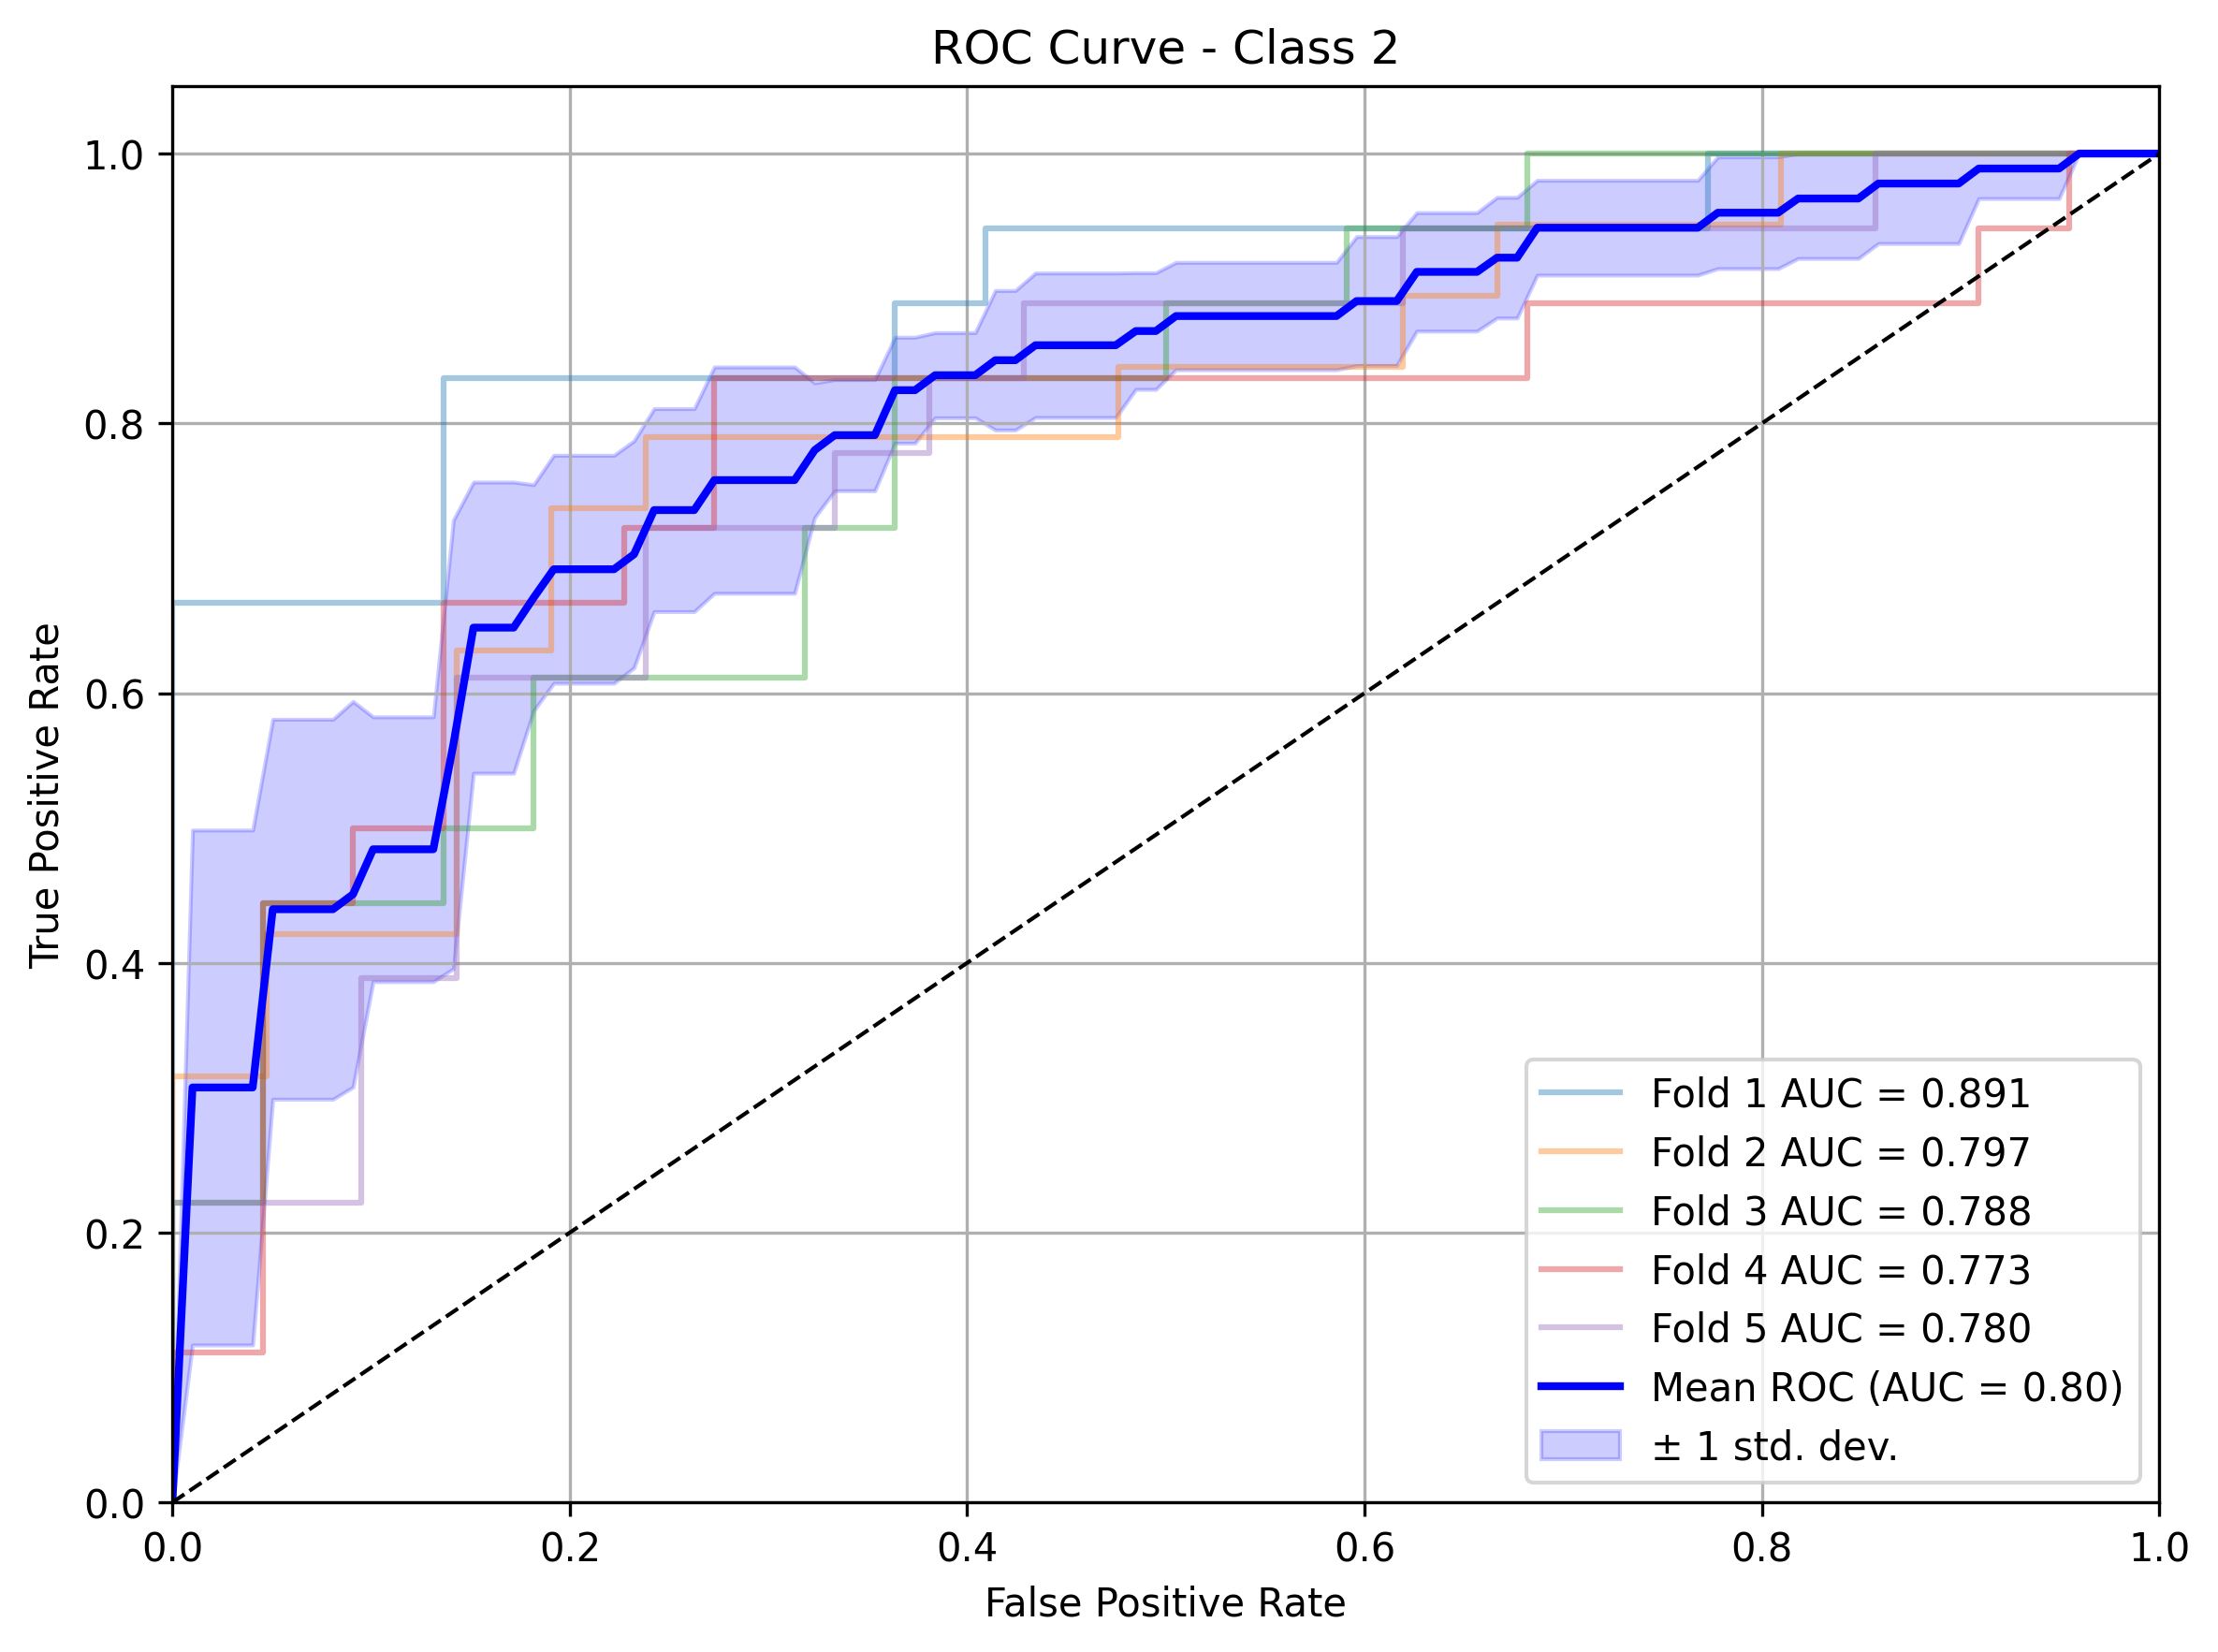 ROC Curve - Class 2
True Positive Rate
1.0
0.8
0.6
0.4
0.2
0.0
0.0 0.2 0.4 0.6 0.8 1.0
False Positive Rate
Fold 1 AUC = 0.891
Fold 2 AUC = 0.797
Fold 3 AUC = 0.788
Fold 4 AUC = 0.773
Fold 5 AUC = 0.780
Mean ROC (AUC = 0.80)
± 1 std. dev.